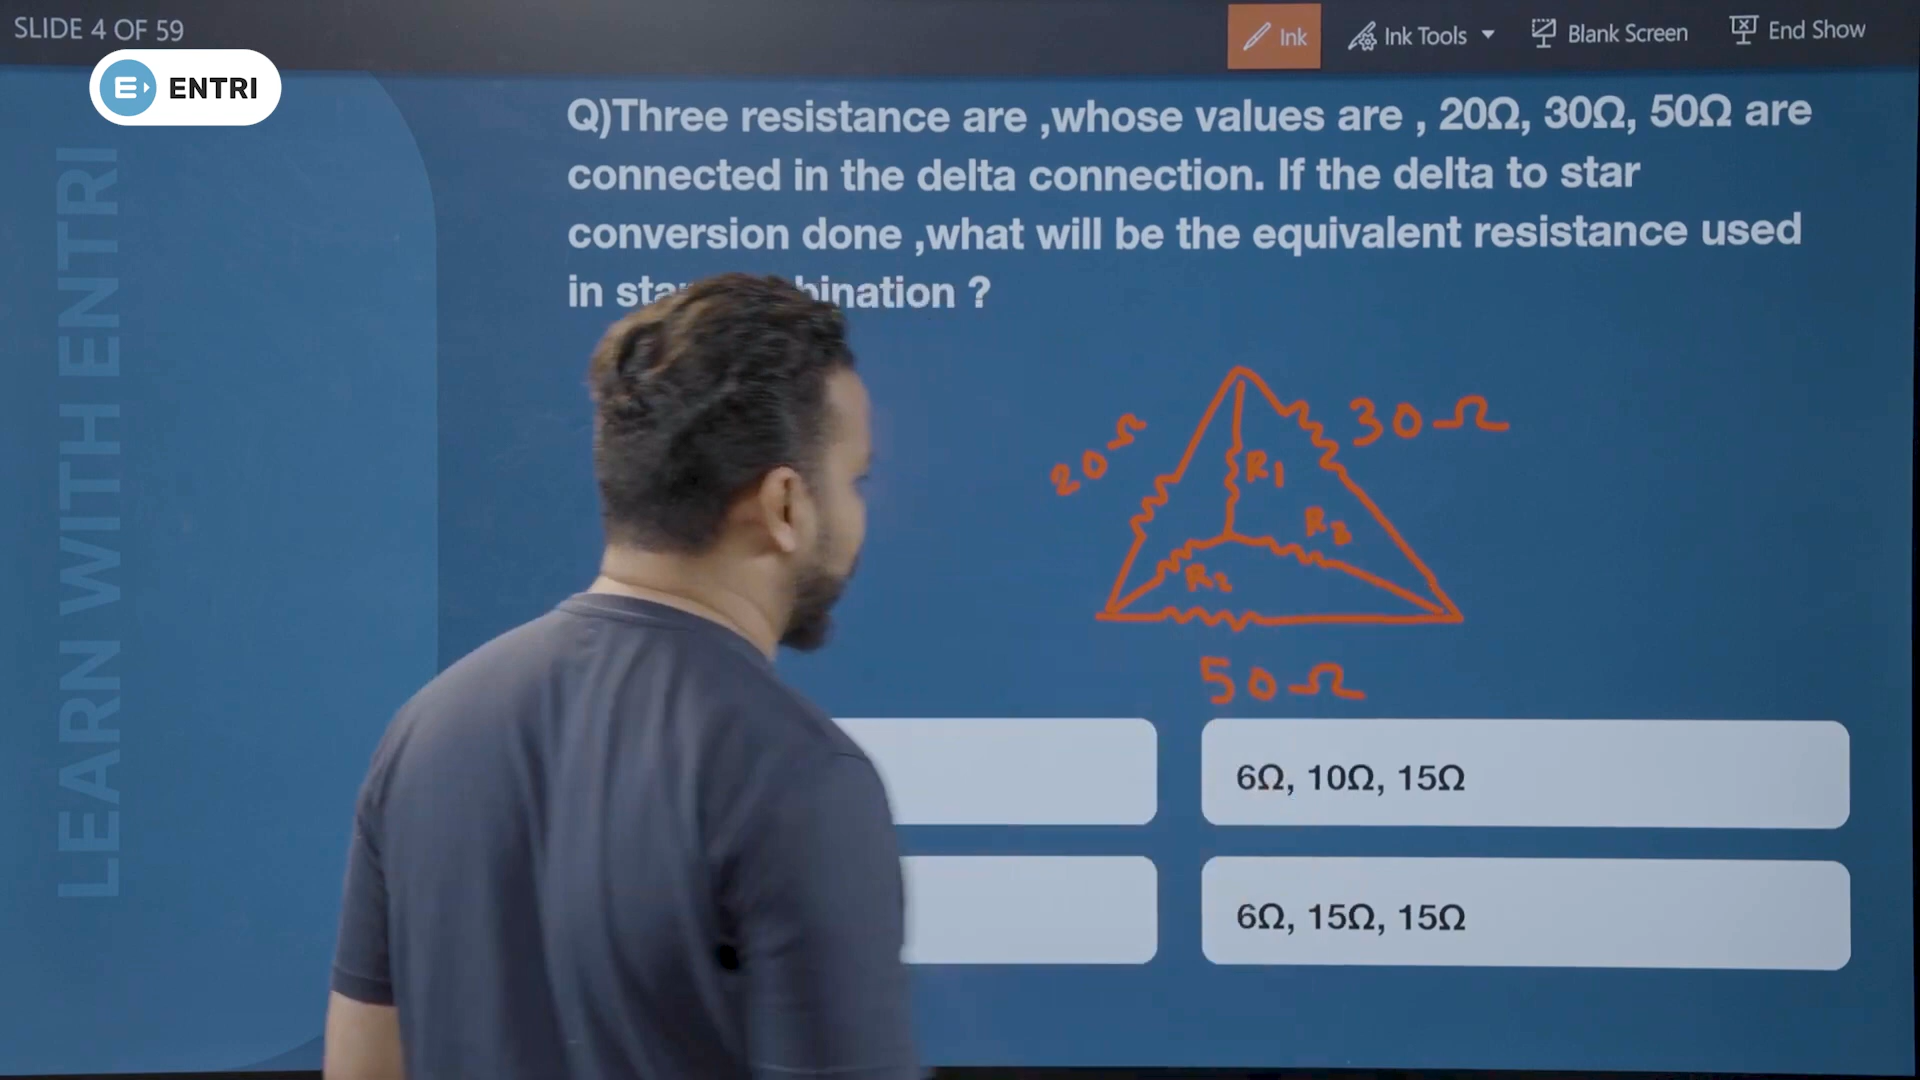 SLIDE 4 OF 59
Ink
Ink Tools
Blank Screen
End Show
ENTRI
LEARN WITH ENTRI
Q)Three resistance are ,whose values are , 20Ω, 30Ω, 50Ω are
connected in the delta connection. If the delta to star
conversion done ,what will be the equivalent resistance used
in ?
20Ω
30Ω
R1
R3
R2
50Ω
6Ω, 10Ω, 15Ω
6Ω, 15Ω, 15Ω